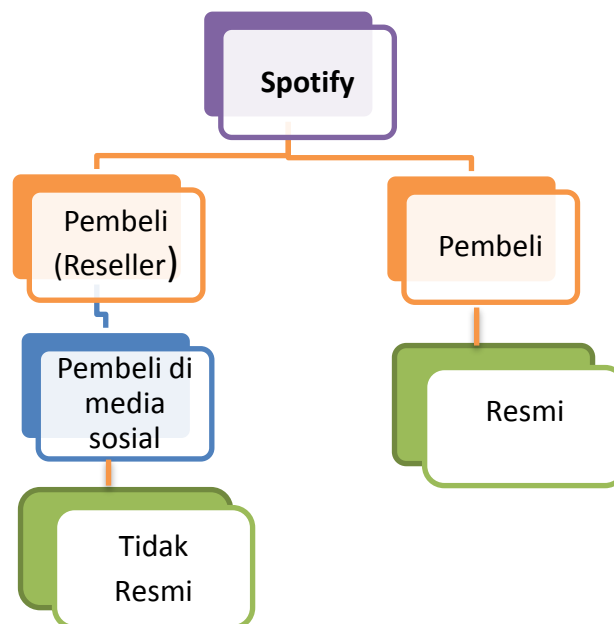 Spotify
Pembeli
(Reseller)
Pembeli
Pembeli di
media
sosial
Resmi
Tidak
Resmi